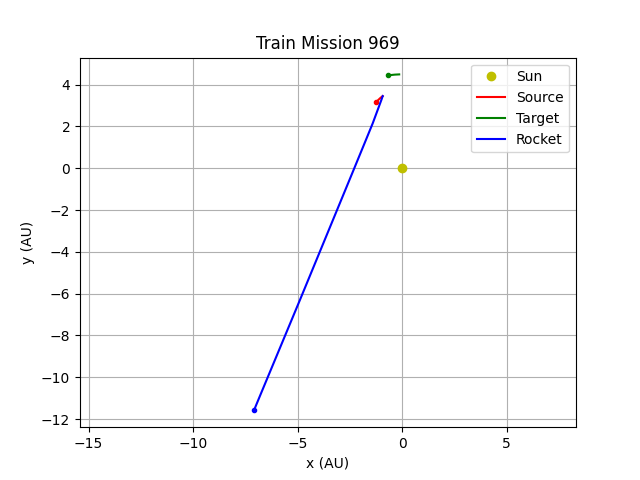 Train Mission 969
Sun
Source
Target
Rocket
4
2
0
−2
−4
−6
−8
−10
−12
y (AU)
−15
−10
−5
0
5
x (AU)